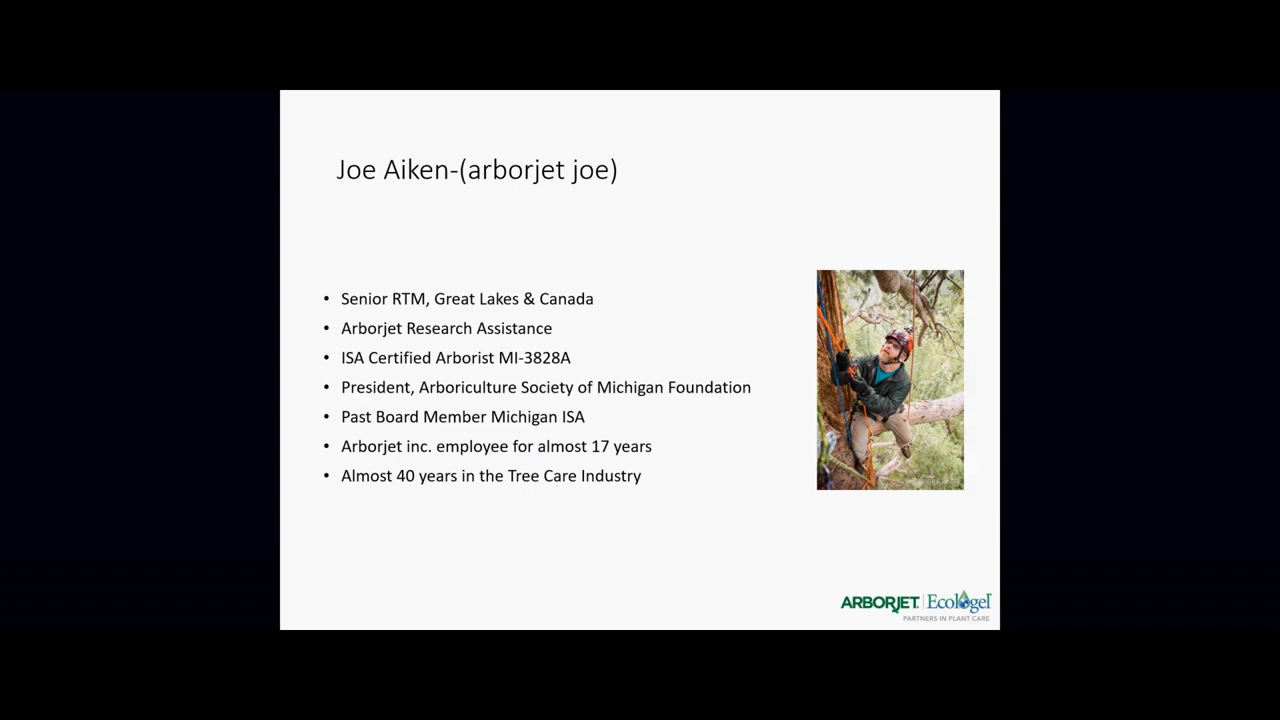 Joe Aiken-(arborjet joe)
• Senior RTM, Great Lakes & Canada
• Arborjet Research Assistance
• ISA Certified Arborist MI-3828A
• President, Arboriculture Society of Michigan Foundation
• Past Board Member Michigan ISA
• Arborjet inc. employee for almost 17 years
• Almost 40 years in the Tree Care Industry
ARBORJET | Ecologel
PARTNERS IN PLANT CARE